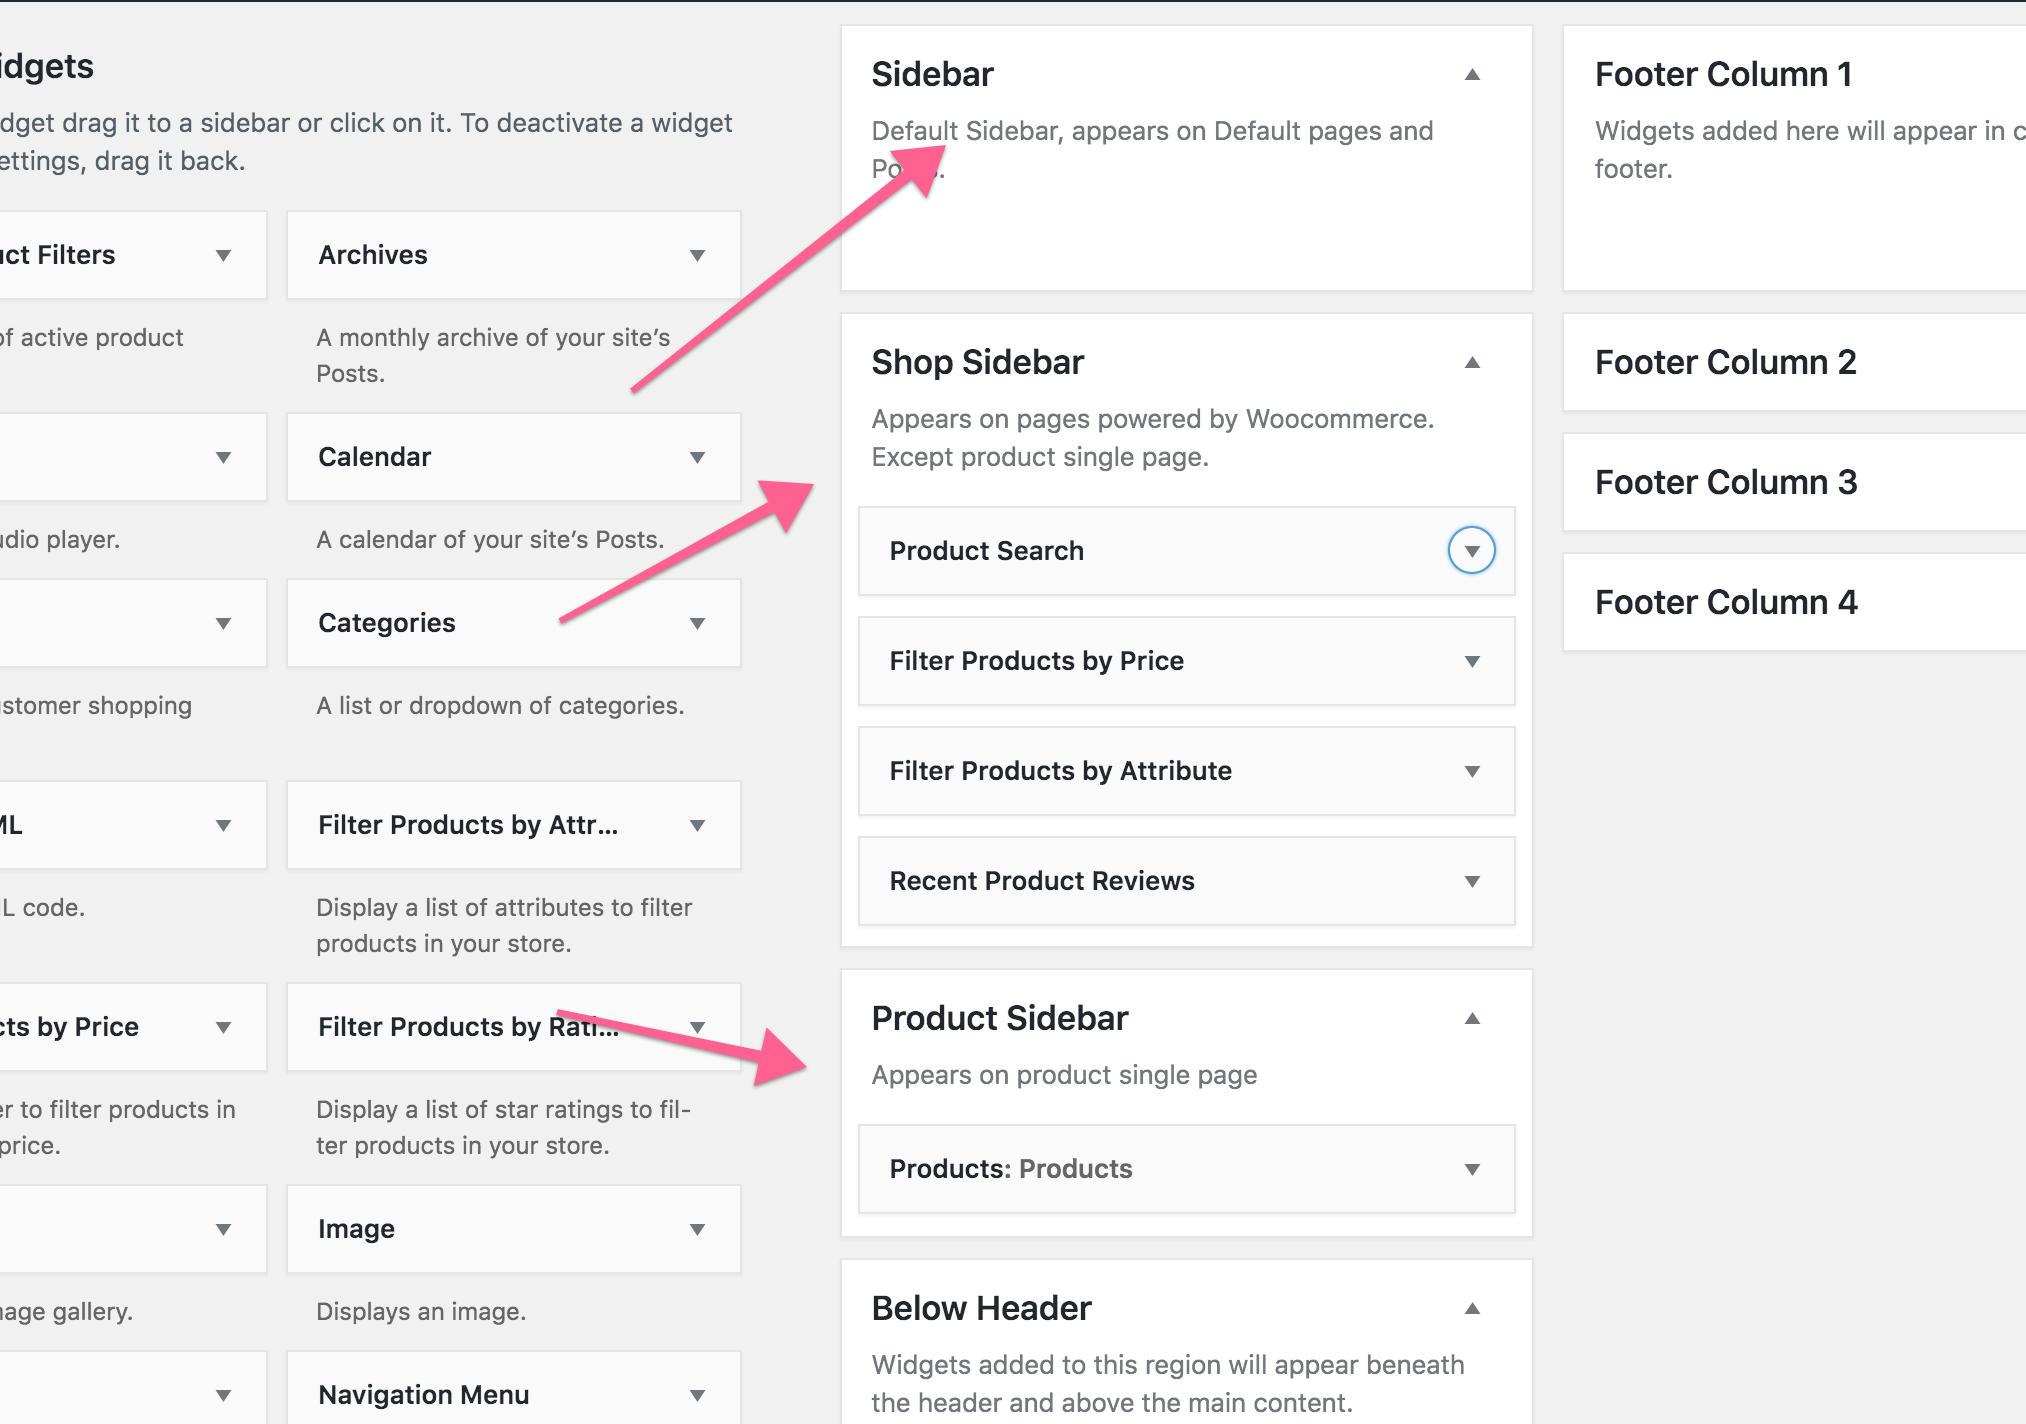 idgets
dget drag it to a sidebar or click on it. To deactivate a widget
ettings, drag it back.
ct Filters
Archives
of active product
A monthly archive of your site’s
Posts.
Calendar
udio player.
A calendar of your site’s Posts.
Categories
stomer shopping
A list or dropdown of categories.
ML
Filter Products by Attr...
L code.
Display a list of attributes to filter
products in your store.
cts by Price
Filter Products by Rati...
er to filter products in
price.
Display a list of star ratings to fil-
ter products in your store.
Image
nage gallery.
Displays an image.
Navigation Menu
Sidebar
Default Sidebar, appears on Default pages and
Posts.
Shop Sidebar
Appears on pages powered by Woocommerce.
Except product single page.
Product Search
Filter Products by Price
Filter Products by Attribute
Recent Product Reviews
Product Sidebar
Appears on product single page
Products: Products
Below Header
Widgets added to this region will appear beneath
the header and above the main content.
Footer Column 1
Widgets added here will appear in c
footer.
Footer Column 2
Footer Column 3
Footer Column 4